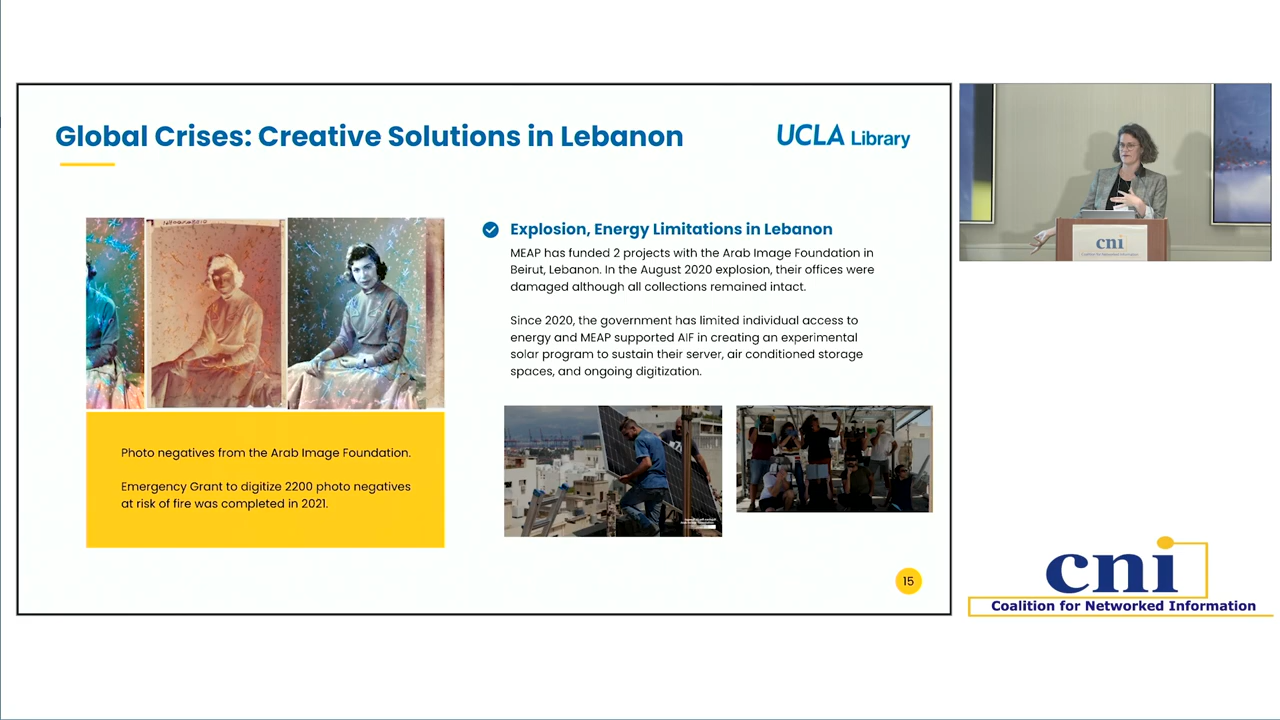 Global Crises: Creative Solutions in Lebanon
UCLA Library
Explosion, Energy Limitations in Lebanon
MEAP has funded 2 projects with the Arab Image Foundation in
Beirut, Lebanon. In the August 2020 explosion, their offices were
damaged although all collections remained intact.
Since 2020, the government has limited individual access to
energy and MEAP supported AIF in creating an experimental
solar program to sustain their server, air conditioned storage
spaces, and ongoing digitization.
Photo negatives from the Arab Image Foundation.
Emergency Grant to digitize 2200 photo negatives
at risk of fire was completed in 2021.
15
cni
Coalition for Networked Information
cni
Coalition for Networked Information